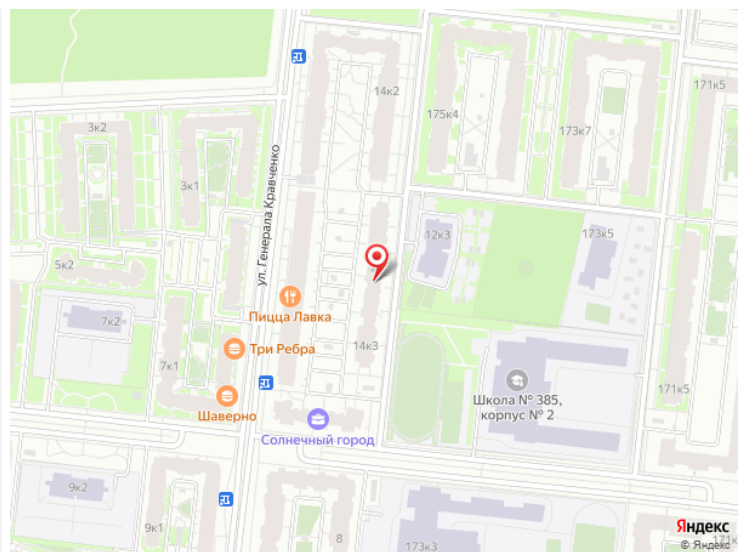 14к2
171к5
175к4
173к7
3к2
3к1
ул. Генерала Кравченко
12к3
173к5
5к2
Пицца Лавка
7к2
14к3
Три Ребра
7к1
171к5
Школа № 385,
корпус № 2
Шаверно
Солнечный город
9к2
9к1
8
173к3
Яндекс
© Яндекс